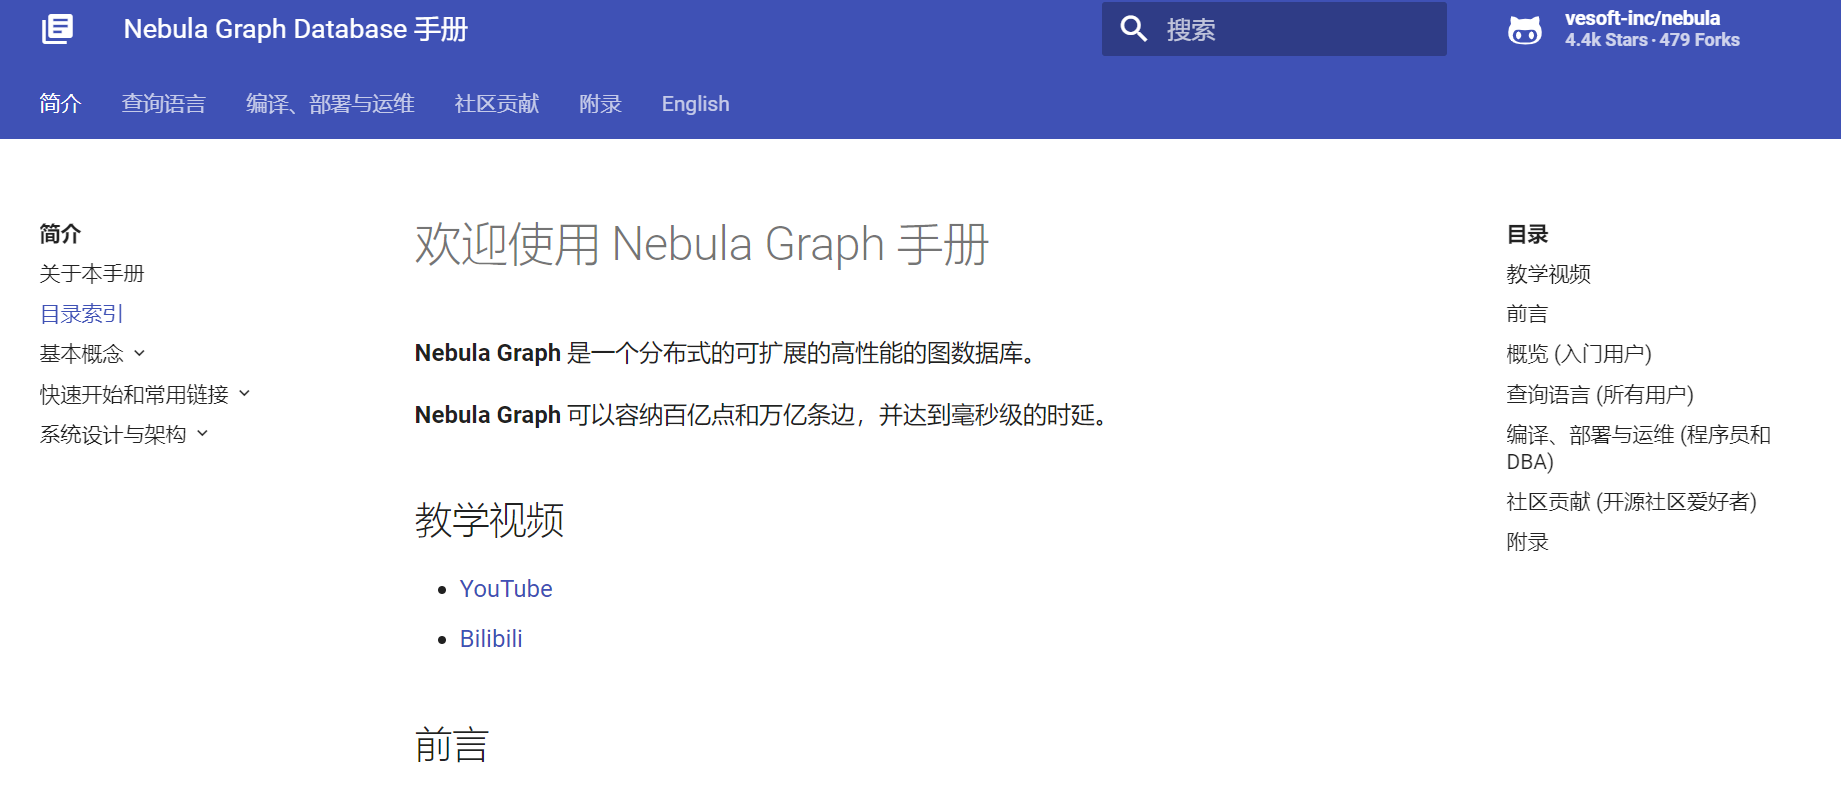 Nebula Graph Database 手册
搜索
vesoft-inc/nebula
4.4k Stars · 479 Forks
简介
查询语言
编译、部署与运维
社区贡献
附录
English
简介
关于本手册
目录索引
基本概念
快速开始和常用链接
系统设计与架构
欢迎使用 Nebula Graph 手册
Nebula Graph 是一个分布式的可扩展的高性能的图数据库。
Nebula Graph 可以容纳百亿点和万亿条边，并达到毫秒级的时延。
教学视频
• YouTube
• Bilibili
前言
目录
教学视频
前言
概览 (入门用户)
查询语言 (所有用户)
编译、部署与运维 (程序员和
DBA)
社区贡献 (开源社区爱好者)
附录